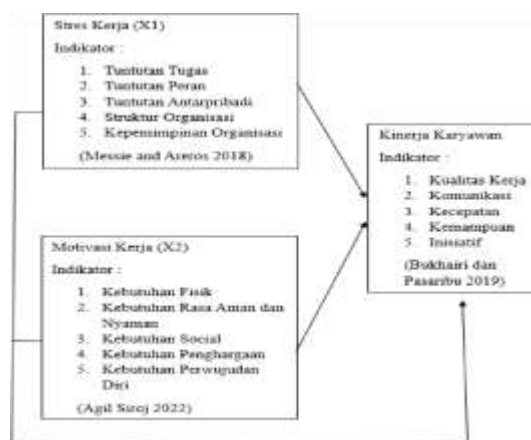 Stres Kerja (X1)
Indikator :
1. Tuntutan Tugas
2. Tuntutan Peran
3. Tuntutan Antarpribadi
4. Struktur Organisasi
5. Kepemimpinan Organisasi
(Messie and Areros 2018)
Motivasi Kerja (X2)
Indikator :
1. Kebutuhan Fisik
2. Kebutuhan Rasa Aman dan
Nyaman
3. Kebutuhan Social
4. Kebutuhan Penghargaan
5. Kebutuhan Perwujudan
Diri
(Agil Siroj 2022)
Kinerja Karyawan
Indikator :
1. Kualitas Kerja
2. Komunikasi
3. Kecepatan
4. Kemampuan
5. Inisiatif
(Bukhairi dan
Pasaribu 2019)